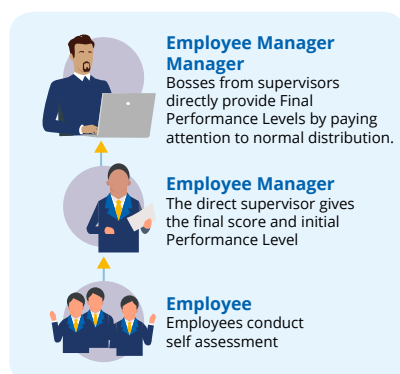 Employee Manager
Manager
Bosses from supervisors
directly provide Final
Performance Levels by paying
attention to normal distribution.
Employee Manager
The direct supervisor gives
the final score and initial
Performance Level
Employee
Employees conduct
self assessment